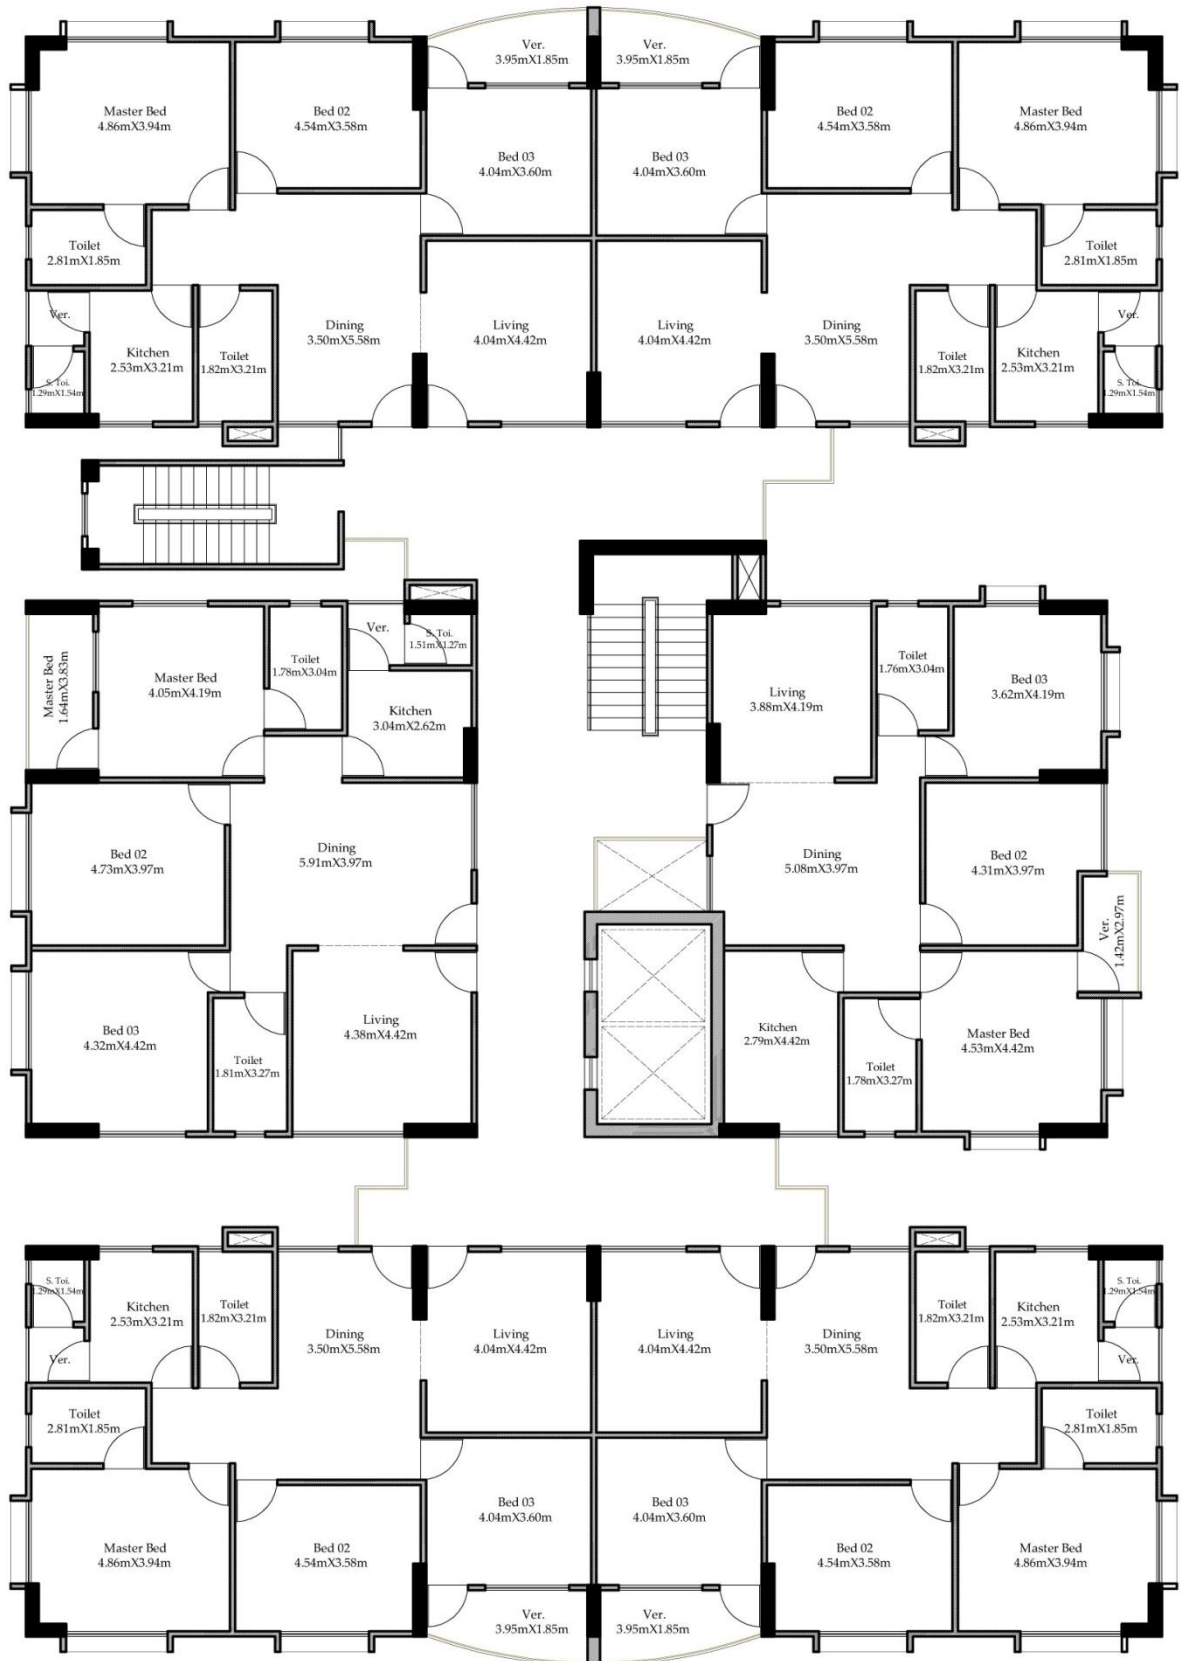 Ver.
3.95mX1.85m
Ver.
3.95mX1.85m
Master Bed
4.86mX3.94m
Bed 02
4.54mX3.58m
Bed 03
4.04mX3.60m
Bed 03
4.04mX3.60m
Bed 02
4.54mX3.58m
Master Bed
4.86mX3.94m
Toilet
2.81mX1.85m
Toilet
2.81mX1.85m
Ver.
Kitchen
2.53mX3.21m
Toilet
1.82mX3.21m
Dining
3.50mX5.58m
Living
4.04mX4.42m
Living
4.04mX4.42m
Dining
3.50mX5.58m
Toilet
1.82mX3.21m
Kitchen
2.53mX3.21m
Ver.
S. Toi.
1.29mX1.54m
S. Toi.
1.29mX1.54m
Master Bed
1.64mX3.83m
Master Bed
4.05mX4.19m
Toilet
1.78mX3.04m
Ver.
S. Toi.
1.51mX1.27m
Kitchen
3.04mX2.62m
Living
3.88mX4.19m
Toilet
1.76mX3.04m
Bed 03
3.62mX4.19m
Bed 02
4.73mX3.97m
Dining
5.91mX3.97m
Dining
5.08mX3.97m
Bed 02
4.31mX3.97m
Ver.
1.42mX2.97m
Bed 03
4.32mX4.42m
Toilet
1.81mX3.27m
Living
4.38mX4.42m
Kitchen
2.79mX4.42m
Toilet
1.78mX3.27m
Master Bed
4.53mX4.42m
S. Toi.
1.29mX1.54m
S. Toi.
1.29mX1.54m
Ver.
Kitchen
2.53mX3.21m
Toilet
1.82mX3.21m
Dining
3.50mX5.58m
Living
4.04mX4.42m
Living
4.04mX4.42m
Dining
3.50mX5.58m
Toilet
1.82mX3.21m
Kitchen
2.53mX3.21m
Ver.
Toilet
2.81mX1.85m
Toilet
2.81mX1.85m
Master Bed
4.86mX3.94m
Bed 02
4.54mX3.58m
Bed 03
4.04mX3.60m
Bed 03
4.04mX3.60m
Bed 02
4.54mX3.58m
Master Bed
4.86mX3.94m
Ver.
3.95mX1.85m
Ver.
3.95mX1.85m